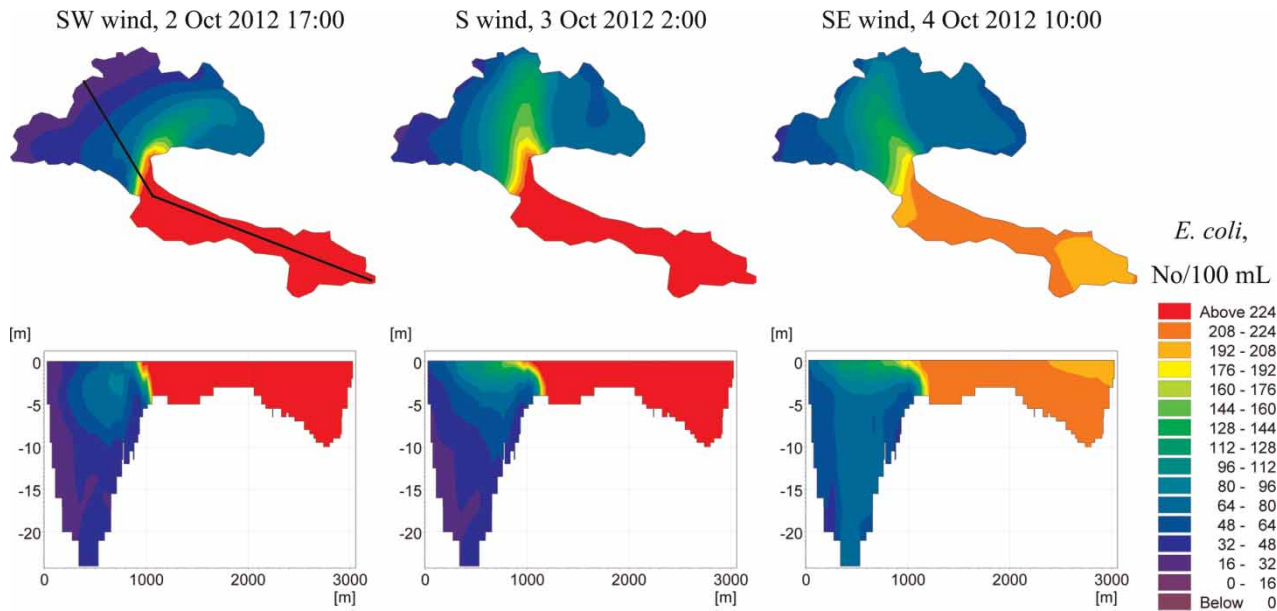 SW wind, 2 Oct 2012 17:00
S wind, 3 Oct 2012 2:00
SE wind, 4 Oct 2012 10:00
E. coli,
No/100 mL
Above 224
208 - 224
192 - 208
176 - 192
160 - 176
144 - 160
128 - 144
112 - 128
96 - 112
80 - 96
64 - 80
48 - 64
32 - 48
16 - 32
0 - 16
Below 0
[m]
0
-5
-10
-15
-20
0 1000 2000 3000
[m]
[m]
0
-5
-10
-15
-20
0 1000 2000 3000
[m]
[m]
0
-5
-10
-15
-20
0 1000 2000 3000
[m]